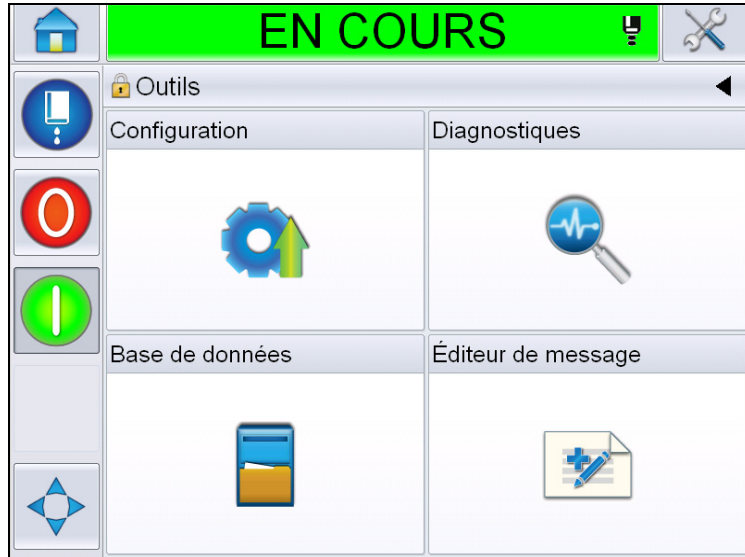 EN COURS
Outils
Configuration
Diagnostiques
Base de données
Éditeur de message